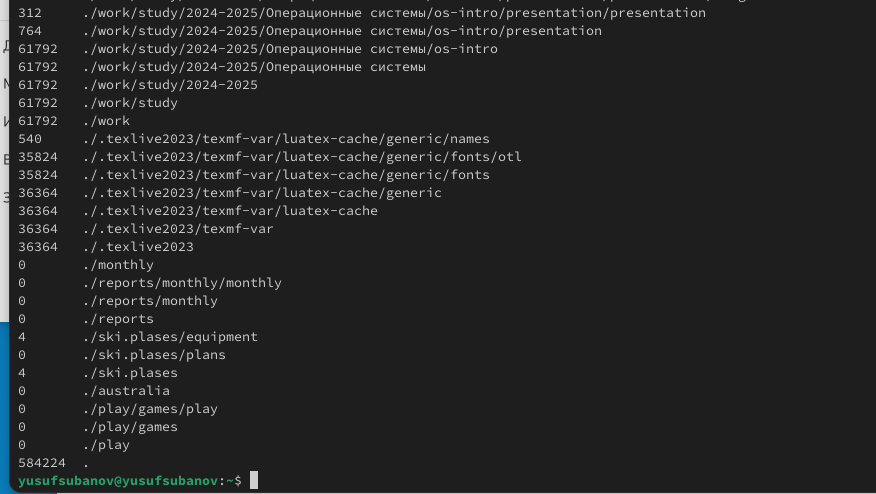 312     ./work/study/2024-2025/Операционные системы/os-intro/presentation/presentation
764     ./work/study/2024-2025/Операционные системы/os-intro/presentation
61792   ./work/study/2024-2025/Операционные системы/os-intro
61792   ./work/study/2024-2025/Операционные системы
61792   ./work/study/2024-2025
61792   ./work/study
61792   ./work
540     ./.texlive2023/texmf-var/luatex-cache/generic/names
35824   ./.texlive2023/texmf-var/luatex-cache/generic/fonts/otl
35824   ./.texlive2023/texmf-var/luatex-cache/generic/fonts
36364   ./.texlive2023/texmf-var/luatex-cache/generic
36364   ./.texlive2023/texmf-var/luatex-cache
36364   ./.texlive2023/texmf-var
36364   ./.texlive2023
0       ./monthly
0       ./reports/monthly/monthly
0       ./reports/monthly
0       ./reports
4       ./ski.plases/equipment
0       ./ski.plases/plans
4       ./ski.plases
0       ./australia
0       ./play/games/play
0       ./play/games
0       ./play
584224  .
yusufsubanov@yusufsubanov:~$